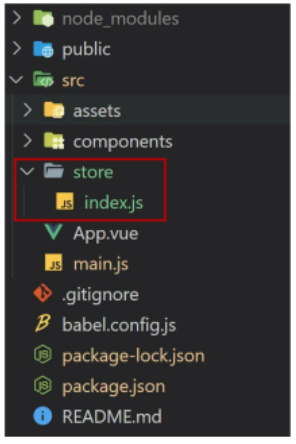 node_modules
public
src
assets
components
store
JS index.js
App.vue
JS main.js
.gitignore
babel.config.js
package-lock.json
package.json
README.md